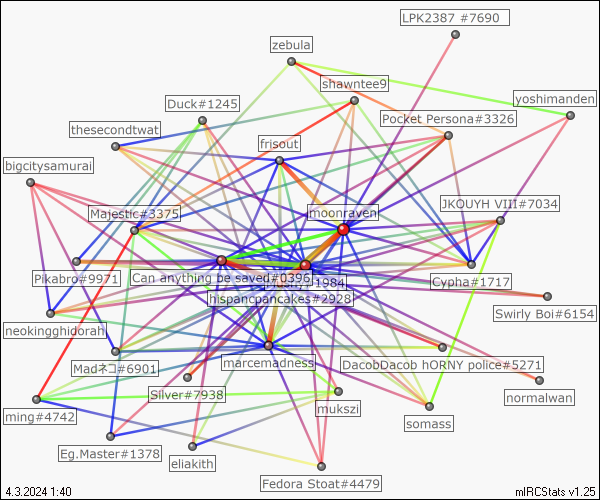 LPK2387 #7690
zebula
shawntee9
Duck#1245
yoshimanden
Pocket Persona#3326
thesecondtwat
frisout
bigcitysamurai
JKQUYH VIII#7034
Majestic#3375
moonraven
Pikabro#9971
Can anything be saved#0396
1984
Cypha#1717
hispancpancakes#2928
Swirly Boi#6154
neokingghidorah
marcemadness
DacobDacob hORNY police#5271
Madネコ#6901
Silver#7938
normalwan
mukszi
ming#4742
somass
Eg.Master#1378
eliakith
Fedora Stoat#4479
4.3.2024 1:40
mIRCStats v1.25